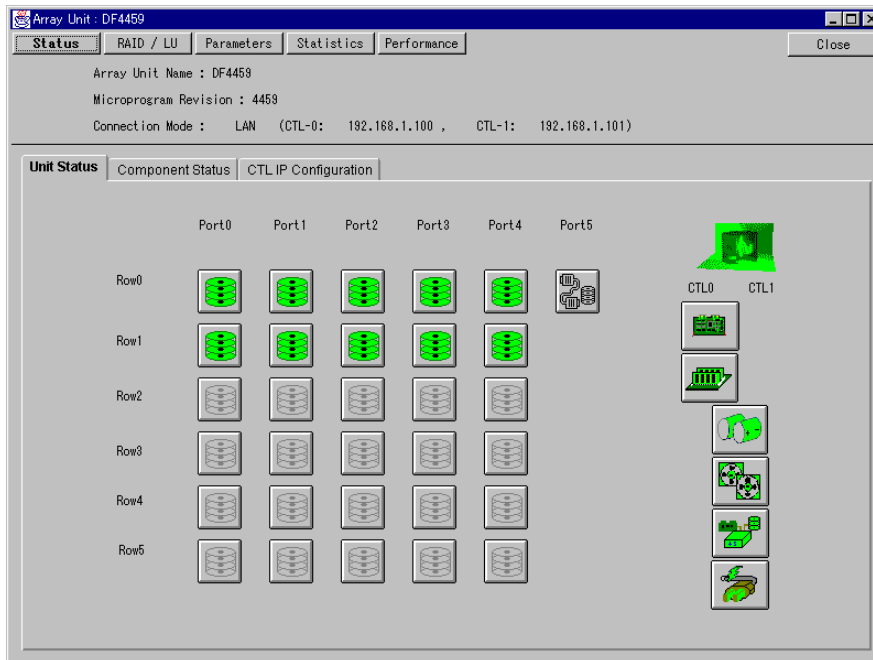 Array Unit : DF4459
Status RAID / LU Parameters Statistics Performance Close
Array Unit Name : DF4459
Microprogram Revision : 4459
Connection Mode : LAN (CTL-0: 192.168.1.100 , CTL-1: 192.168.1.101)
Unit Status Component Status CTL IP Configuration
Port0 Port1 Port2 Port3 Port4 Port5
Row0
CTL0 CTL1
Row1
Row2
Row3
Row4
Row5